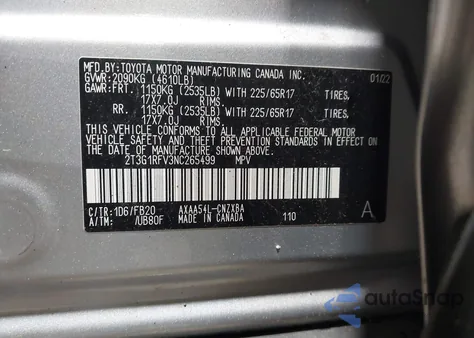 MFD.BY:TOYOTA MOTOR MANUFACTURING CANADA INC.
GVWR:2090KG (4610LB) 01/22
GAWR:FRT. 1150KG (2535LB) WITH 225/65R17 TIRES,
17X7.0J RIMS.
RR. 1150KG (2535LB) WITH 225/65R17 TIRES,
17X7.0J RIMS.
THIS VEHICLE CONFORMS TO ALL APPLICABLE FEDERAL MOTOR
VEHICLE SAFETY AND THEFT PREVENTION STANDARDS IN EFFECT
ON THE DATE OF MANUFACTURE SHOWN ABOVE.
2T3G1RFV3NC265499 MPV
C/TR:1D6/FB20 AXAA54L-CNZXBA
A/TM: /UB80F MADE IN CANADA 110 A
autoSnap